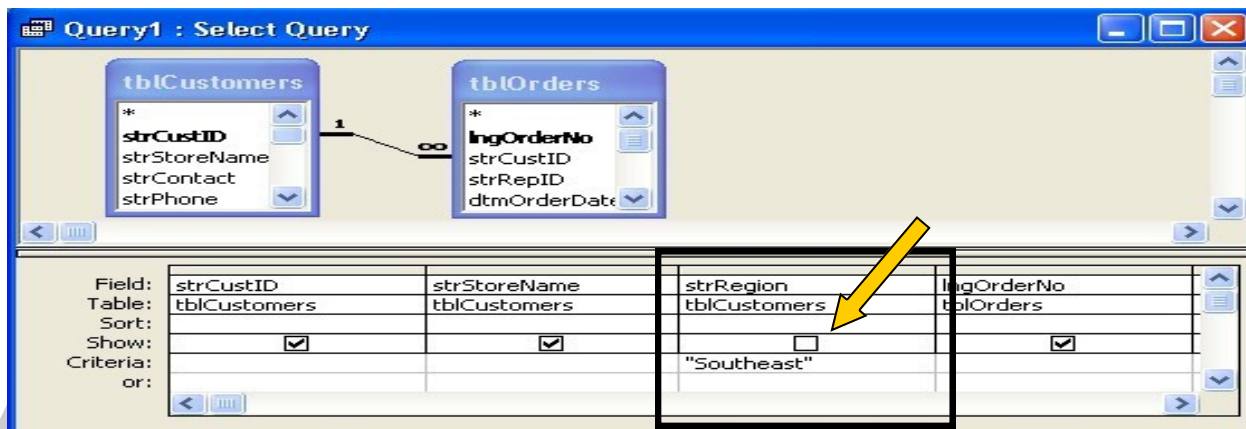 Query1 : Select Query
tblCustomers
*
strCustID
strStoreName
strContact
strPhone
1
∞
tblOrders
*
lngOrderNo
strCustID
strRepID
dtmOrderDate
Field: strCustID strStoreName strRegion lngOrderNo
Table: tblCustomers tblCustomers tblCustomers tblOrders
Sort:
Show:
Criteria: "Southeast"
or: